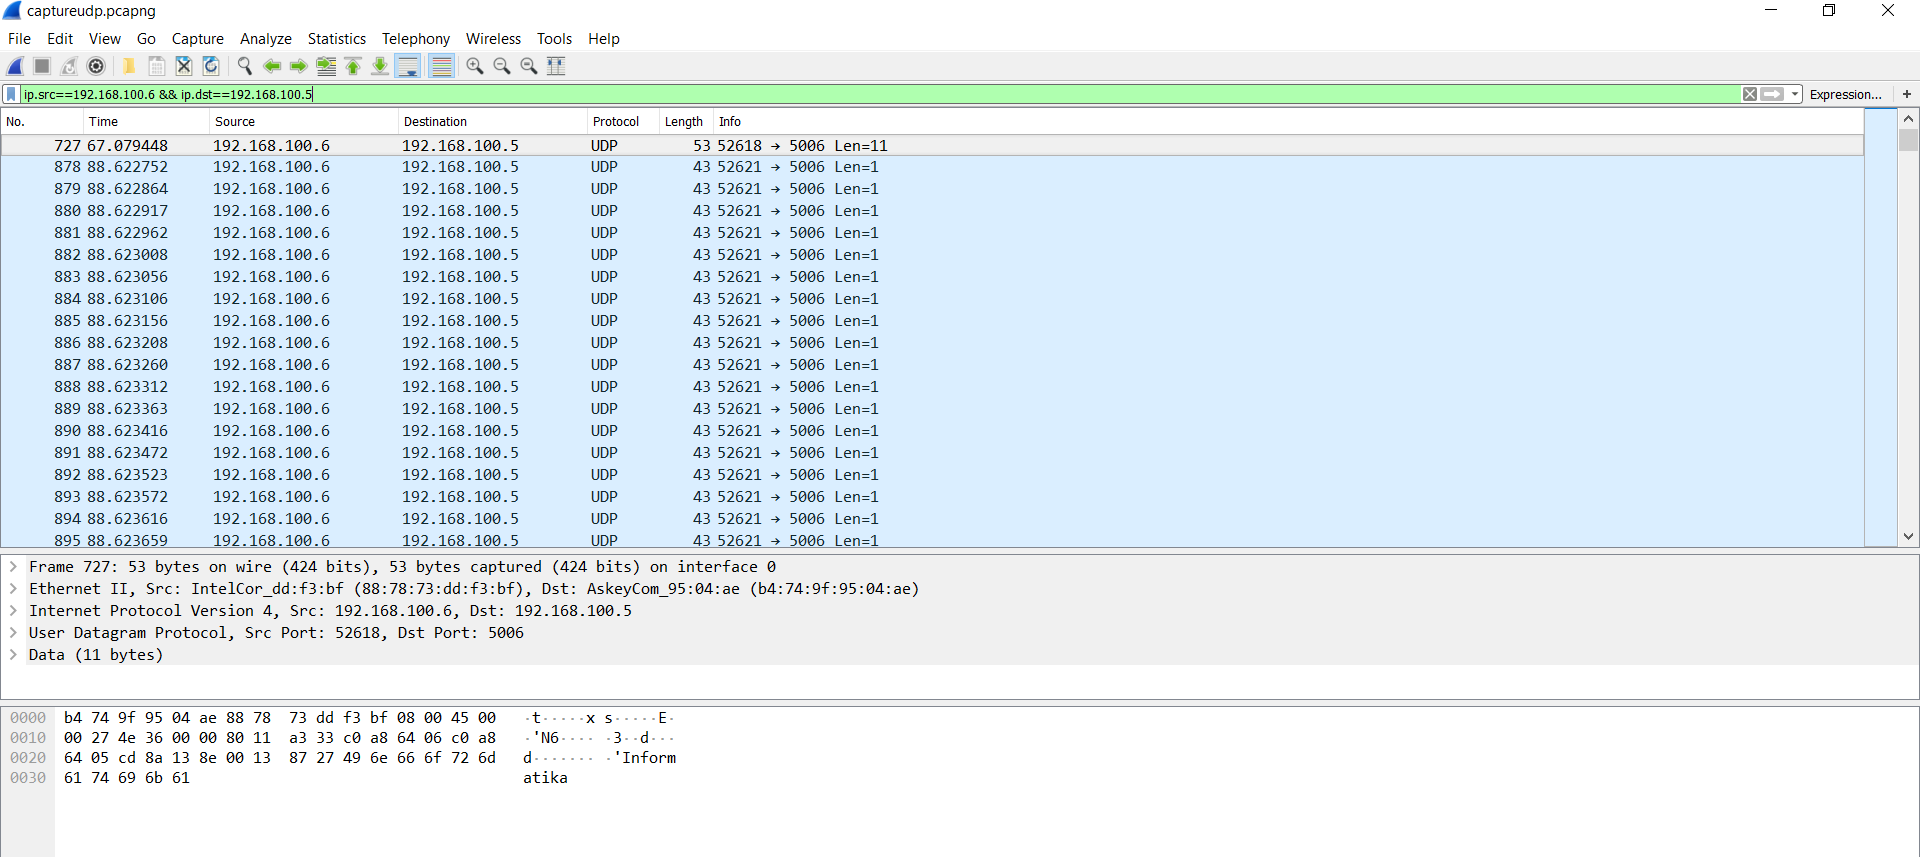 captureudp.pcapng
File Edit View Go Capture Analyze Statistics Telephony Wireless Tools Help
ip.src==192.168.100.6 && ip.dst==192.168.100.5 Expression... +
No. Time Source Destination Protocol Length Info
727 67.079448 192.168.100.6 192.168.100.5 UDP 53 52618 → 5006 Len=11
878 88.622752 192.168.100.6 192.168.100.5 UDP 43 52621 → 5006 Len=1
879 88.622864 192.168.100.6 192.168.100.5 UDP 43 52621 → 5006 Len=1
880 88.622917 192.168.100.6 192.168.100.5 UDP 43 52621 → 5006 Len=1
881 88.622962 192.168.100.6 192.168.100.5 UDP 43 52621 → 5006 Len=1
882 88.623008 192.168.100.6 192.168.100.5 UDP 43 52621 → 5006 Len=1
883 88.623056 192.168.100.6 192.168.100.5 UDP 43 52621 → 5006 Len=1
884 88.623106 192.168.100.6 192.168.100.5 UDP 43 52621 → 5006 Len=1
885 88.623156 192.168.100.6 192.168.100.5 UDP 43 52621 → 5006 Len=1
886 88.623208 192.168.100.6 192.168.100.5 UDP 43 52621 → 5006 Len=1
887 88.623260 192.168.100.6 192.168.100.5 UDP 43 52621 → 5006 Len=1
888 88.623312 192.168.100.6 192.168.100.5 UDP 43 52621 → 5006 Len=1
889 88.623363 192.168.100.6 192.168.100.5 UDP 43 52621 → 5006 Len=1
890 88.623416 192.168.100.6 192.168.100.5 UDP 43 52621 → 5006 Len=1
891 88.623472 192.168.100.6 192.168.100.5 UDP 43 52621 → 5006 Len=1
892 88.623523 192.168.100.6 192.168.100.5 UDP 43 52621 → 5006 Len=1
893 88.623572 192.168.100.6 192.168.100.5 UDP 43 52621 → 5006 Len=1
894 88.623616 192.168.100.6 192.168.100.5 UDP 43 52621 → 5006 Len=1
895 88.623659 192.168.100.6 192.168.100.5 UDP 43 52621 → 5006 Len=1
Frame 727: 53 bytes on wire (424 bits), 53 bytes captured (424 bits) on interface 0
Ethernet II, Src: IntelCor_dd:f3:bf (88:78:73:dd:f3:bf), Dst: AskeyCom_95:04:ae (b4:74:9f:95:04:ae)
Internet Protocol Version 4, Src: 192.168.100.6, Dst: 192.168.100.5
User Datagram Protocol, Src Port: 52618, Dst Port: 5006
Data (11 bytes)
0000 b4 74 9f 95 04 ae 88 78 73 dd f3 bf 08 00 45 00 ·t·····x s·····E·
0010 00 27 4e 36 00 00 80 11 a3 33 c0 a8 64 06 c0 a8 ·'N6···· ·3··d···
0020 64 05 cd 8a 13 8e 00 13 87 27 49 6e 66 6f 72 6d d······· ·'Inform
0030 61 74 69 6b 61 atika